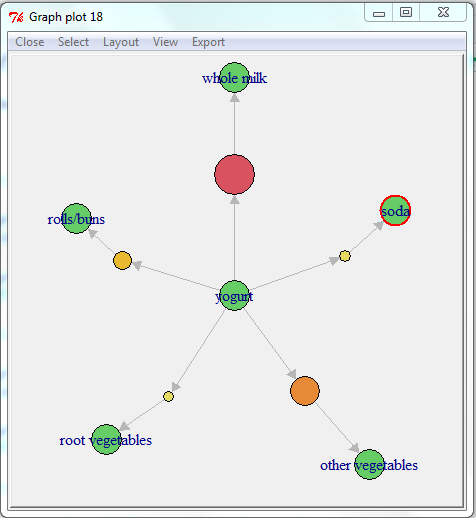 Graph plot 18
Close Select Layout View Export
whole milk
rolls/buns
soda
yogurt
root vegetables
other vegetables